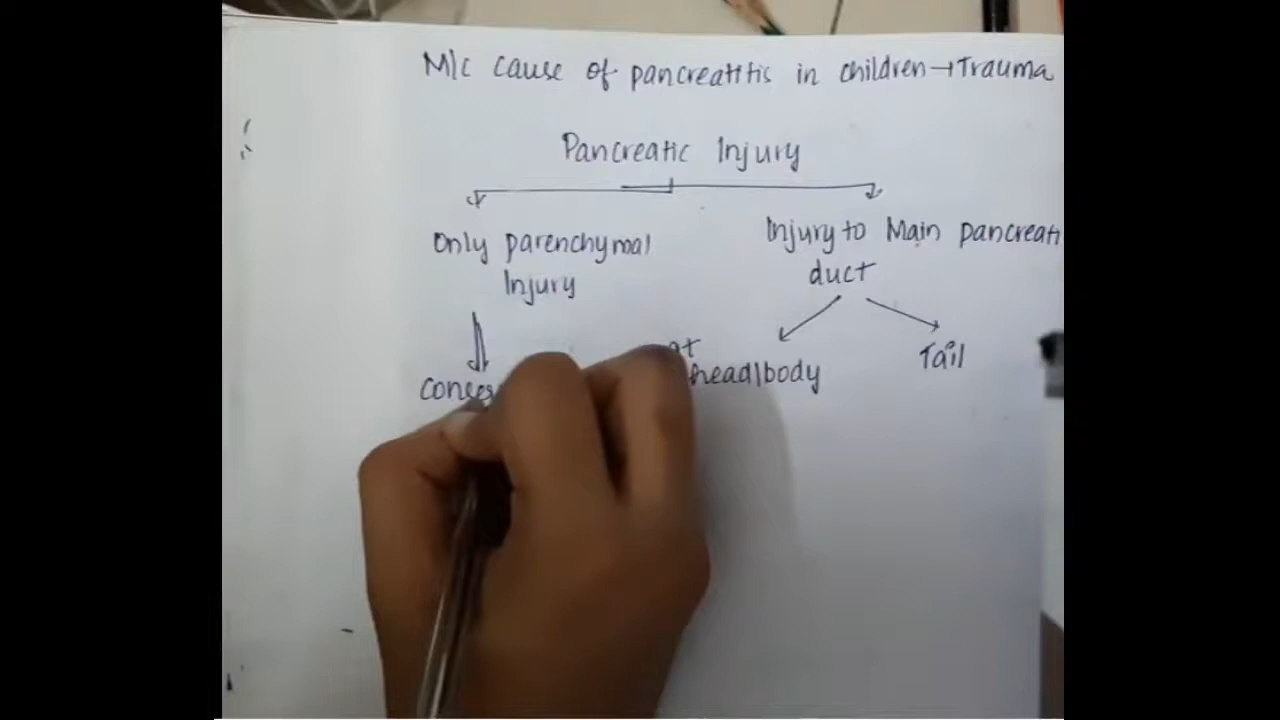 M/c cause of pancreatitis in children → Trauma
Pancreatic Injury
Only parenchymal
Injury
Injury to Main pancreati
duct
at
head/body
Tail